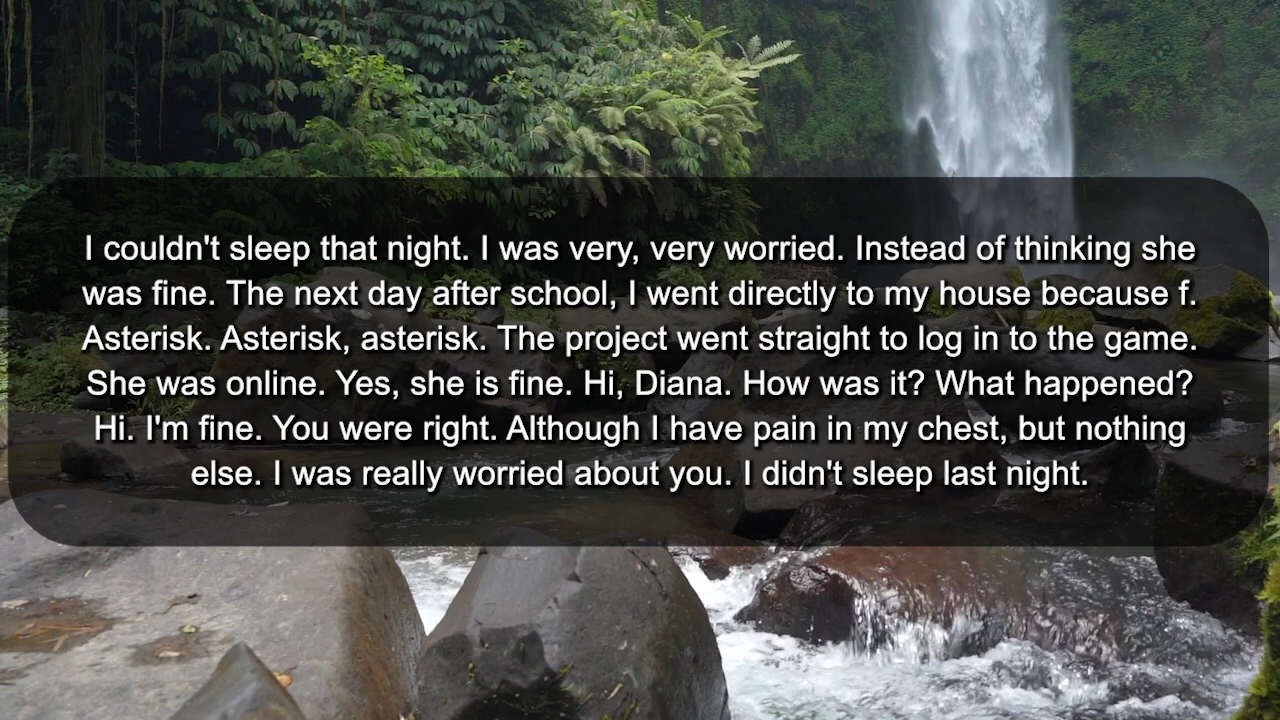 I couldn't sleep that night. I was very, very worried. Instead of thinking she
was fine. The next day after school, I went directly to my house because f.
Asterisk. Asterisk, asterisk. The project went straight to log in to the game.
She was online. Yes, she is fine. Hi, Diana. How was it? What happened?
Hi. I'm fine. You were right. Although I have pain in my chest, but nothing
else. I was really worried about you. I didn't sleep last night.